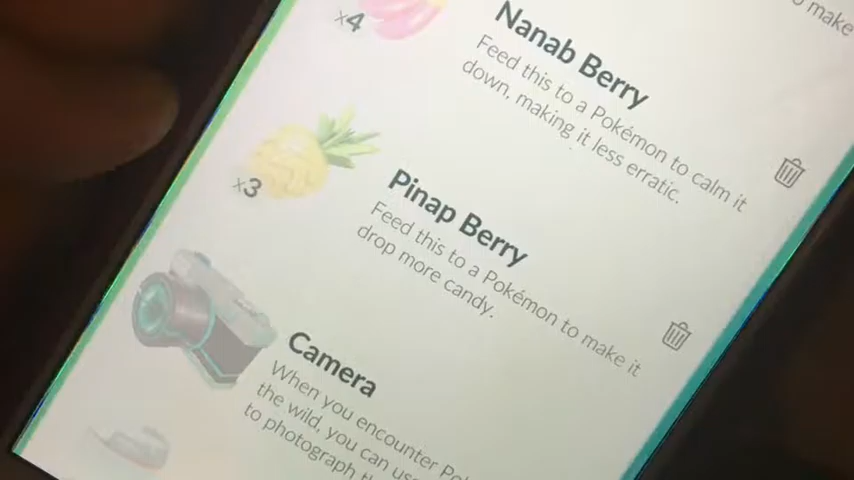 to make
x4
Nanab Berry
Feed this to a Pokémon to calm it
down, making it less erratic.
x3
Pinap Berry
Feed this to a Pokémon to make it
drop more candy.
Camera
When you encounter
the wild, you can
to photograph